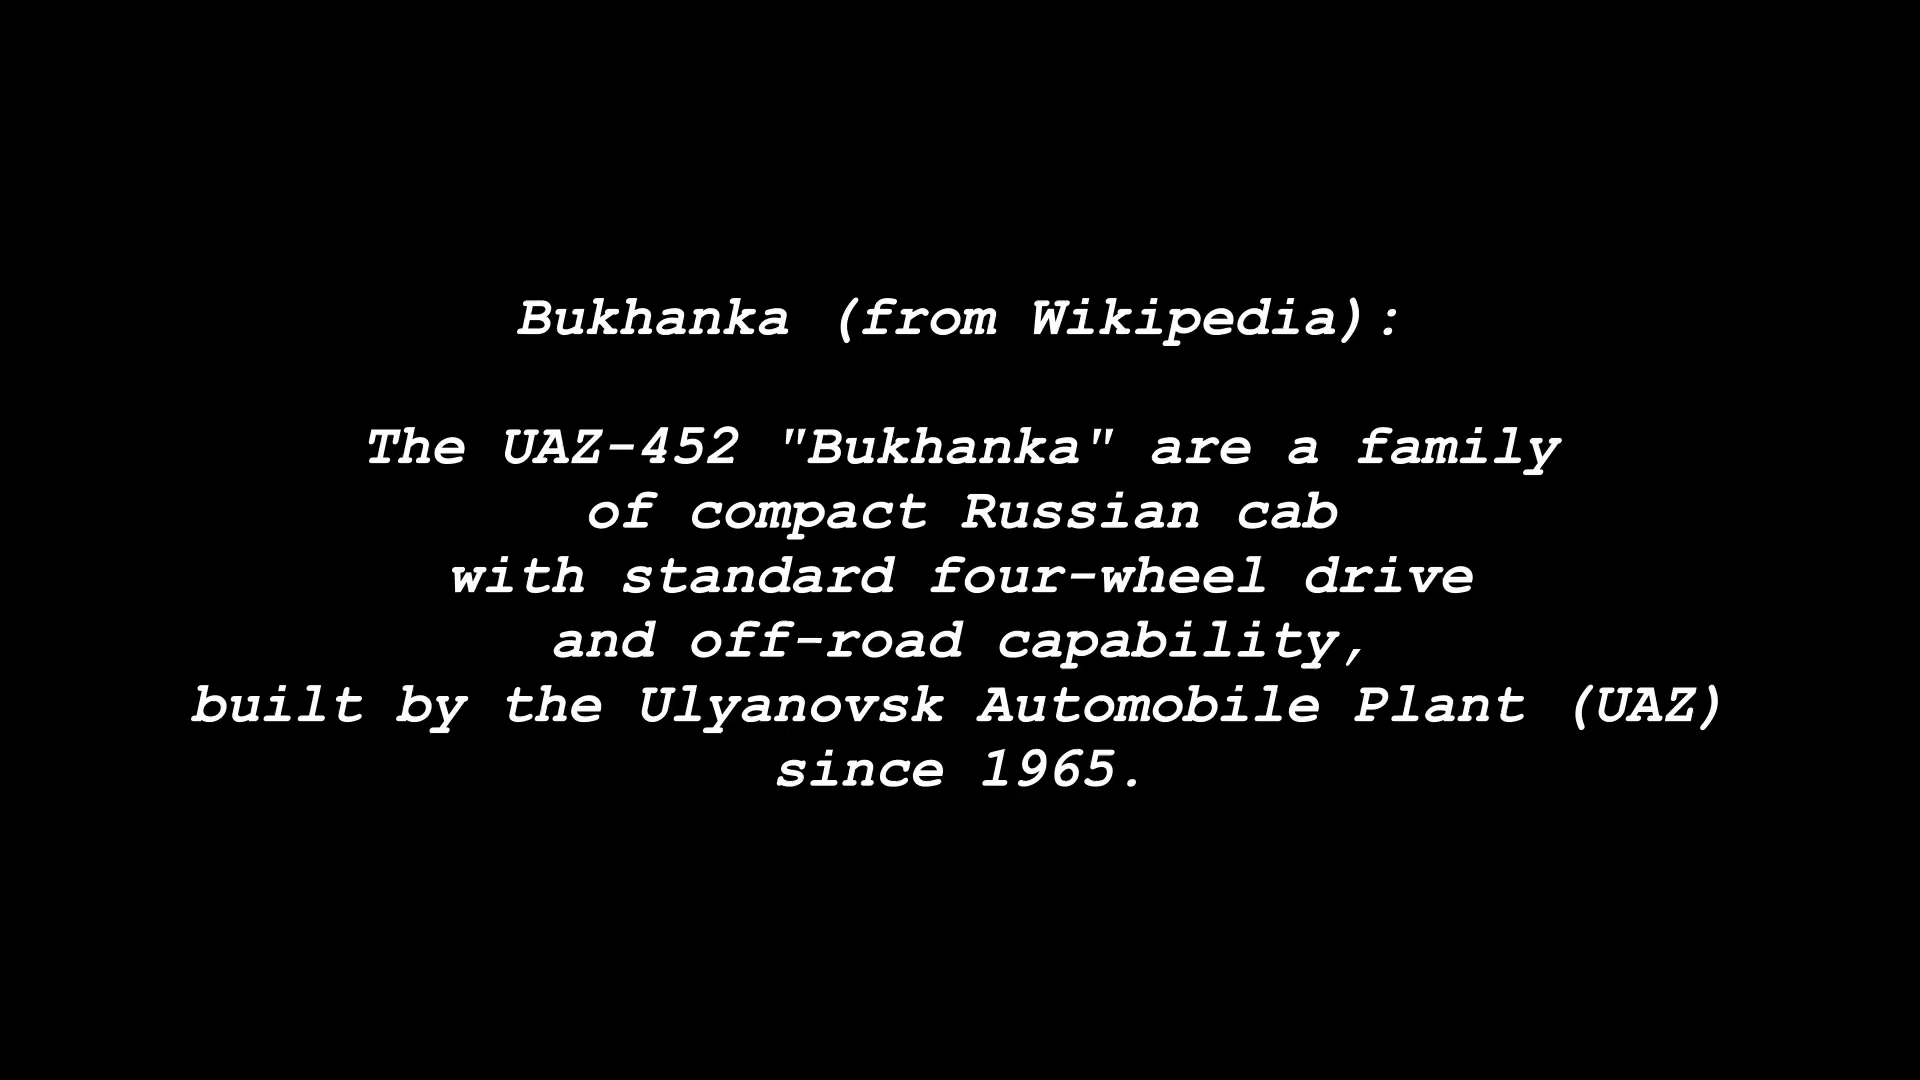 Bukhanka (from Wikipedia):
The UAZ-452 "Bukhanka" are a family
of compact Russian cab
with standard four-wheel drive
and off-road capability,
built by the Ulyanovsk Automobile Plant (UAZ)
since 1965.